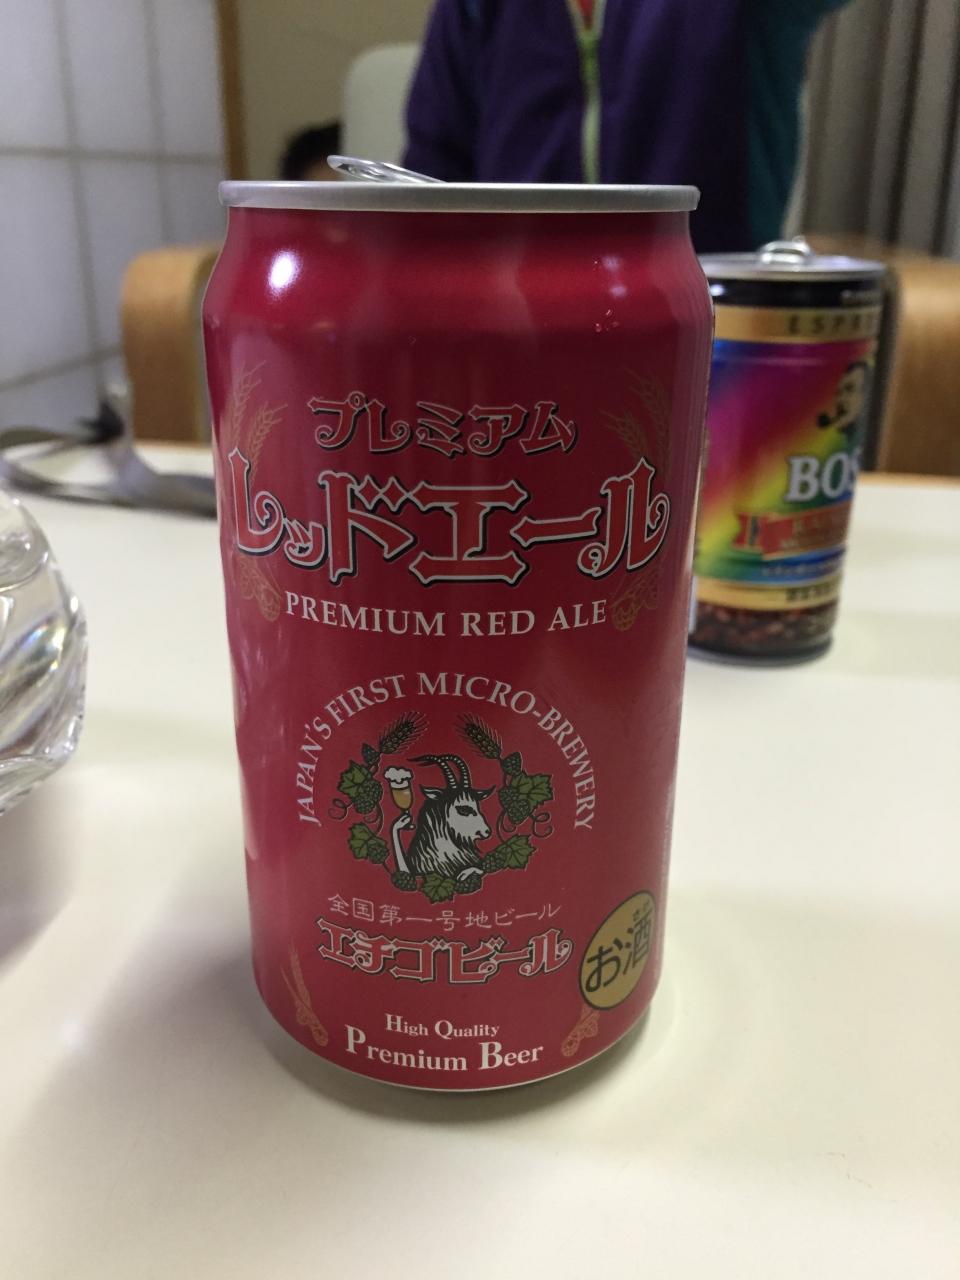 プレミアム
レッドエール
PREMIUM RED ALE
JAPAN'S FIRST MICRO-BREWERY
全国第一号地ビール
エチゴビール
お酒
High Quality
Premium Beer
ESPR
BOS